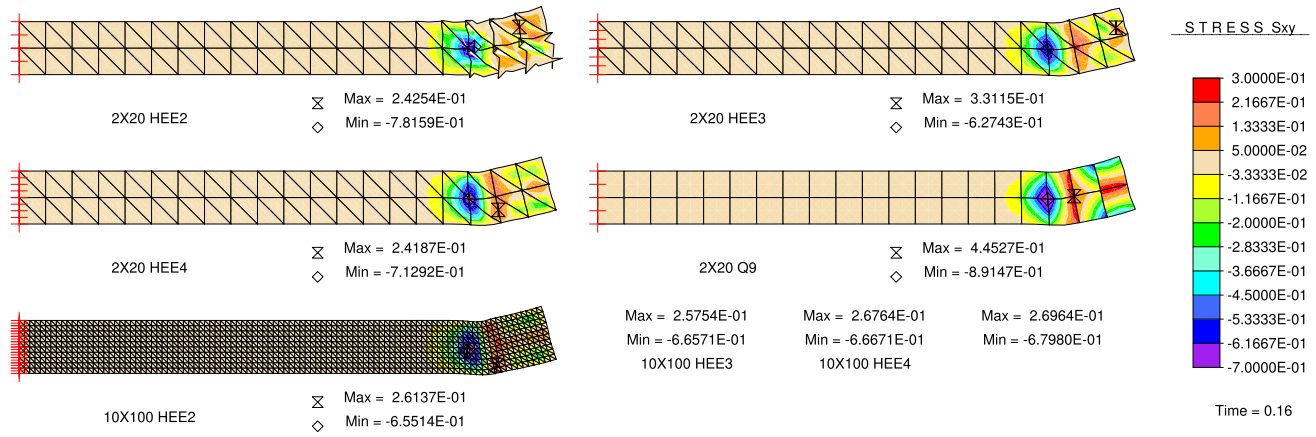 STRESS Sxy
Max = 2.4254E-01
Min = -7.8159E-01
2X20 HEE2
Max = 3.3115E-01
Min = -6.2743E-01
2X20 HEE3
Max = 2.4187E-01
Min = -7.1292E-01
2X20 HEE4
Max = 4.4527E-01
Min = -8.9147E-01
2X20 Q9
Max = 2.6137E-01
Min = -6.5514E-01
10X100 HEE2
Max = 2.5754E-01
Min = -6.6571E-01
10X100 HEE3
Max = 2.6764E-01
Min = -6.6671E-01
10X100 HEE4
Max = 2.6964E-01
Min = -6.7980E-01
3.0000E-01
2.1667E-01
1.3333E-01
5.0000E-02
-3.3333E-02
-1.1667E-01
-2.0000E-01
-2.8333E-01
-3.6667E-01
-4.5000E-01
-5.3333E-01
-6.1667E-01
-7.0000E-01
Time = 0.16